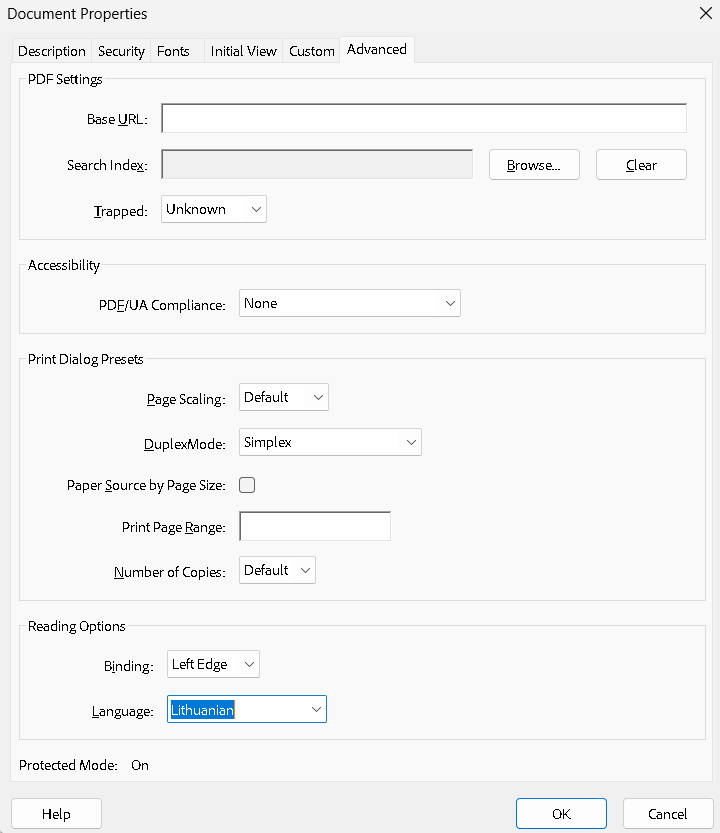 Document Properties
Description Security Fonts Initial View Custom Advanced
PDF Settings
Base URL:
Search Index: Browse... Clear
Trapped: Unknown
Accessibility
PDF/UA Compliance: None
Print Dialog Presets
Page Scaling: Default
DuplexMode: Simplex
Paper Source by Page Size:
Print Page Range:
Number of Copies: Default
Reading Options
Binding: Left Edge
Language: Lithuanian
Protected Mode: On
Help OK Cancel